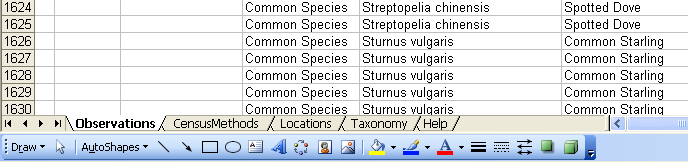 1624 Common Species Streptopelia chinensis Spotted Dove
1625 Common Species Streptopelia chinensis Spotted Dove
1626 Common Species Sturnus vulgaris Common Starling
1627 Common Species Sturnus vulgaris Common Starling
1628 Common Species Sturnus vulgaris Common Starling
1629 Common Species Sturnus vulgaris Common Starling
1630 Common Species Sturnus vulgaris Common Starling
Observations CensusMethods Locations Taxonomy Help
Draw AutoShapes A A